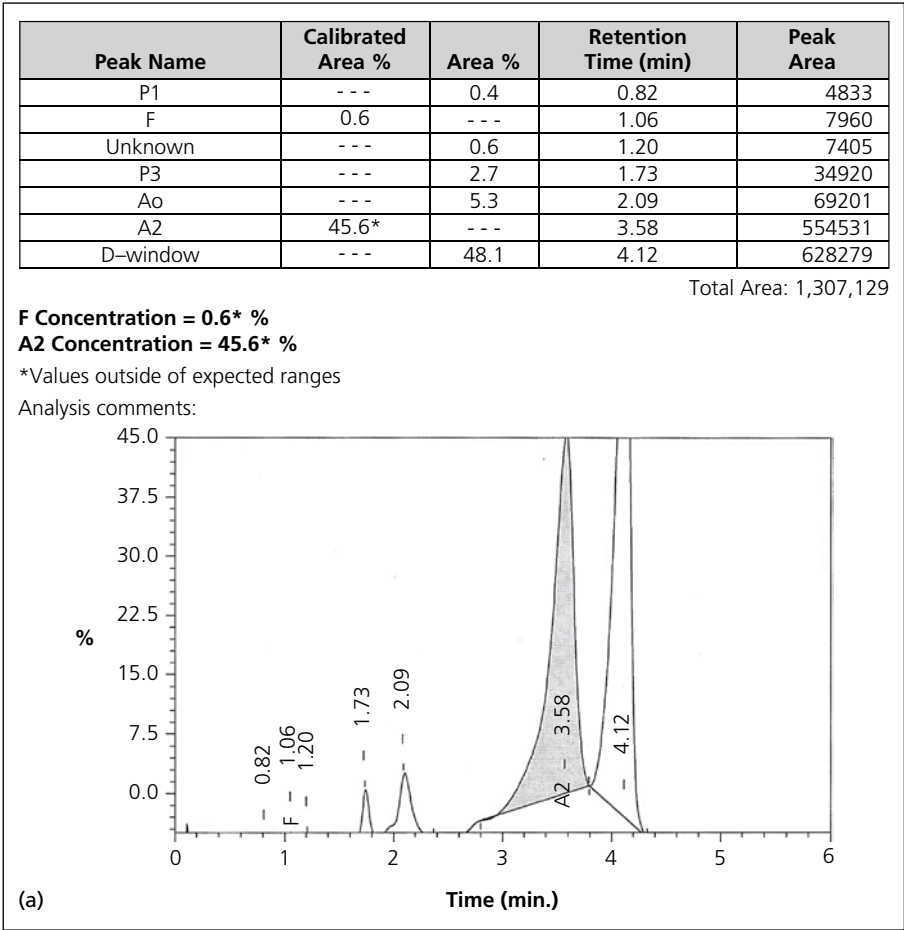 Peak Name Calibrated Area % Area % Retention Time (min) Peak Area
P1 - - - 0.4 0.82 4833
F 0.6 - - - 1.06 7960
Unknown - - - 0.6 1.20 7405
P3 - - - 2.7 1.73 34920
Ao - - - 5.3 2.09 69201
A2 45.6* - - - 3.58 554531
D–window - - - 48.1 4.12 628279
Total Area: 1,307,129
F Concentration = 0.6* %
A2 Concentration = 45.6* %
*Values outside of expected ranges
Analysis comments:
45.0
37.5
30.0
22.5
%
15.0
7.5
0.0
0.82
F
1.06
1.20
1.73
2.09
A2
3.58
4.12
0 1 2 3 4 5 6
(a) Time (min.)